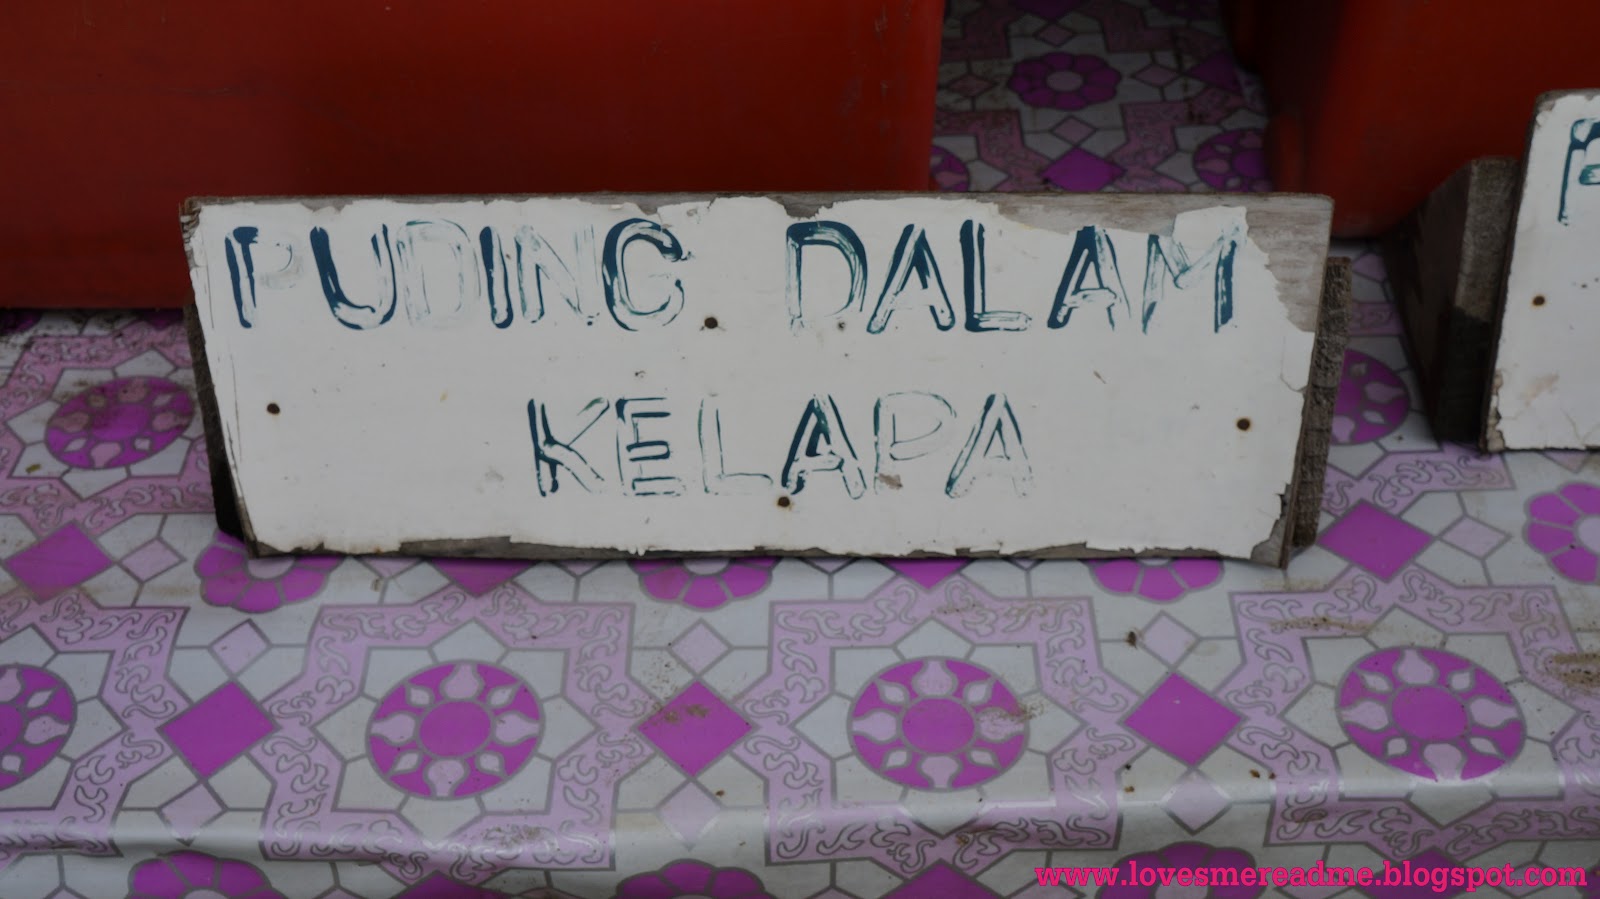 PUDING DALAM
KELAPA
www.lovesmereadme.blogspot.com